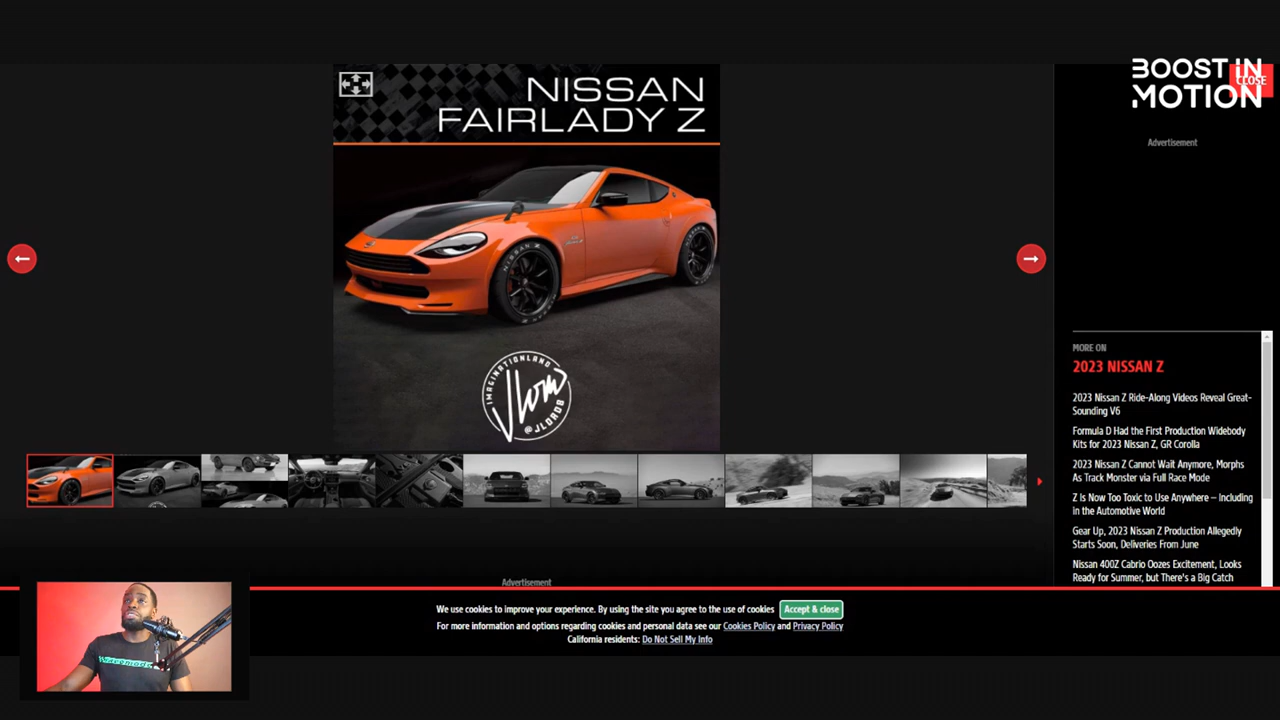 BOOST IN
MOTION
CLOSE
NISSAN
FAIRLADY Z
IMAGINATIONLAND
@JLORD8
Advertisement
MORE ON
2023 NISSAN Z
2023 Nissan Z Ride-Along Videos Reveal Great-
Sounding V6
Formula D Had the First Production Widebody
Kits for 2023 Nissan Z, GR Corolla
2023 Nissan Z Cannot Wait Anymore, Morphs
As Track Monster via Full Race Mode
Z Is Now Too Toxic to Use Anywhere – Including
in the Automotive World
Gear Up, 2023 Nissan Z Production Allegedly
Starts Soon, Deliveries From June
Nissan 400Z Cabrio Oozes Excitement, Looks
Ready for Summer, but There's a Big Catch
Advertisement
We use cookies to improve your experience. By using the site you agree to the use of cookies Accept & close
For more information and options regarding cookies and personal data see our Cookies Policy and Privacy Policy
California residents: Do Not Sell My Info